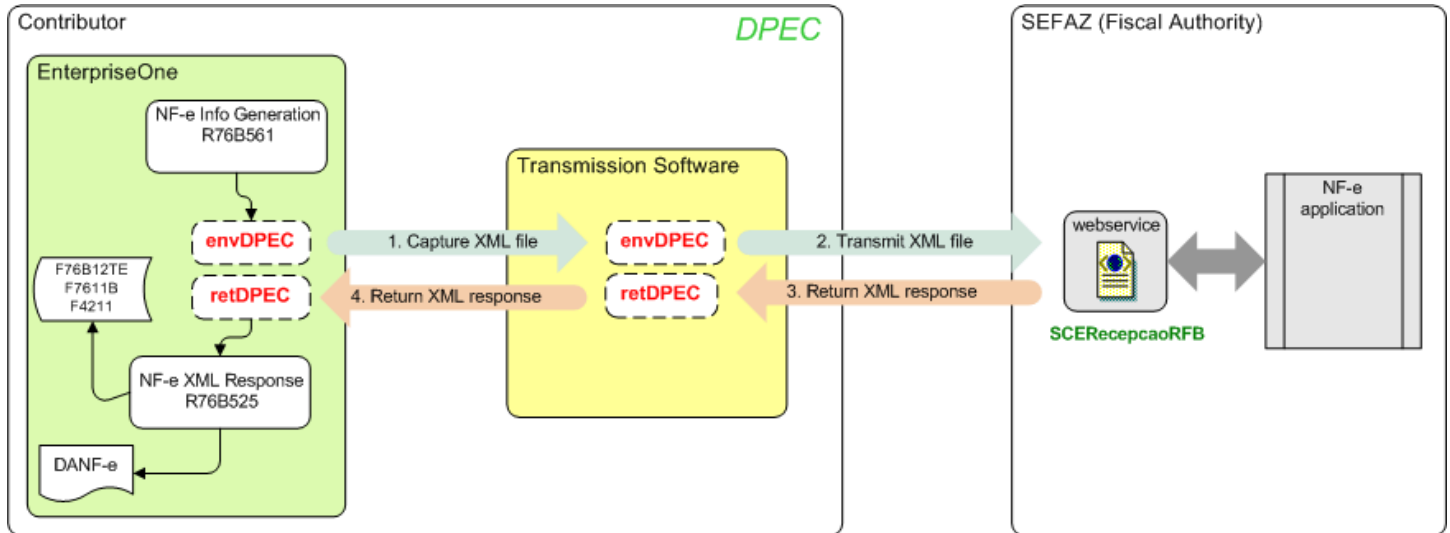 Contributor
DPEC
SEFAZ (Fiscal Authority)
EnterpriseOne
NF-e Info Generation
R76B561
Transmission Software
NF-e
application
envDPEC
1. Capture XML file
envDPEC
2. Transmit XML file
webservice
F76B12TE
F7611B
F4211
retDPEC
4. Return XML response
retDPEC
3. Return XML response
SCERecepcaoRFB
NF-e XML Response
R76B525
DANF-e